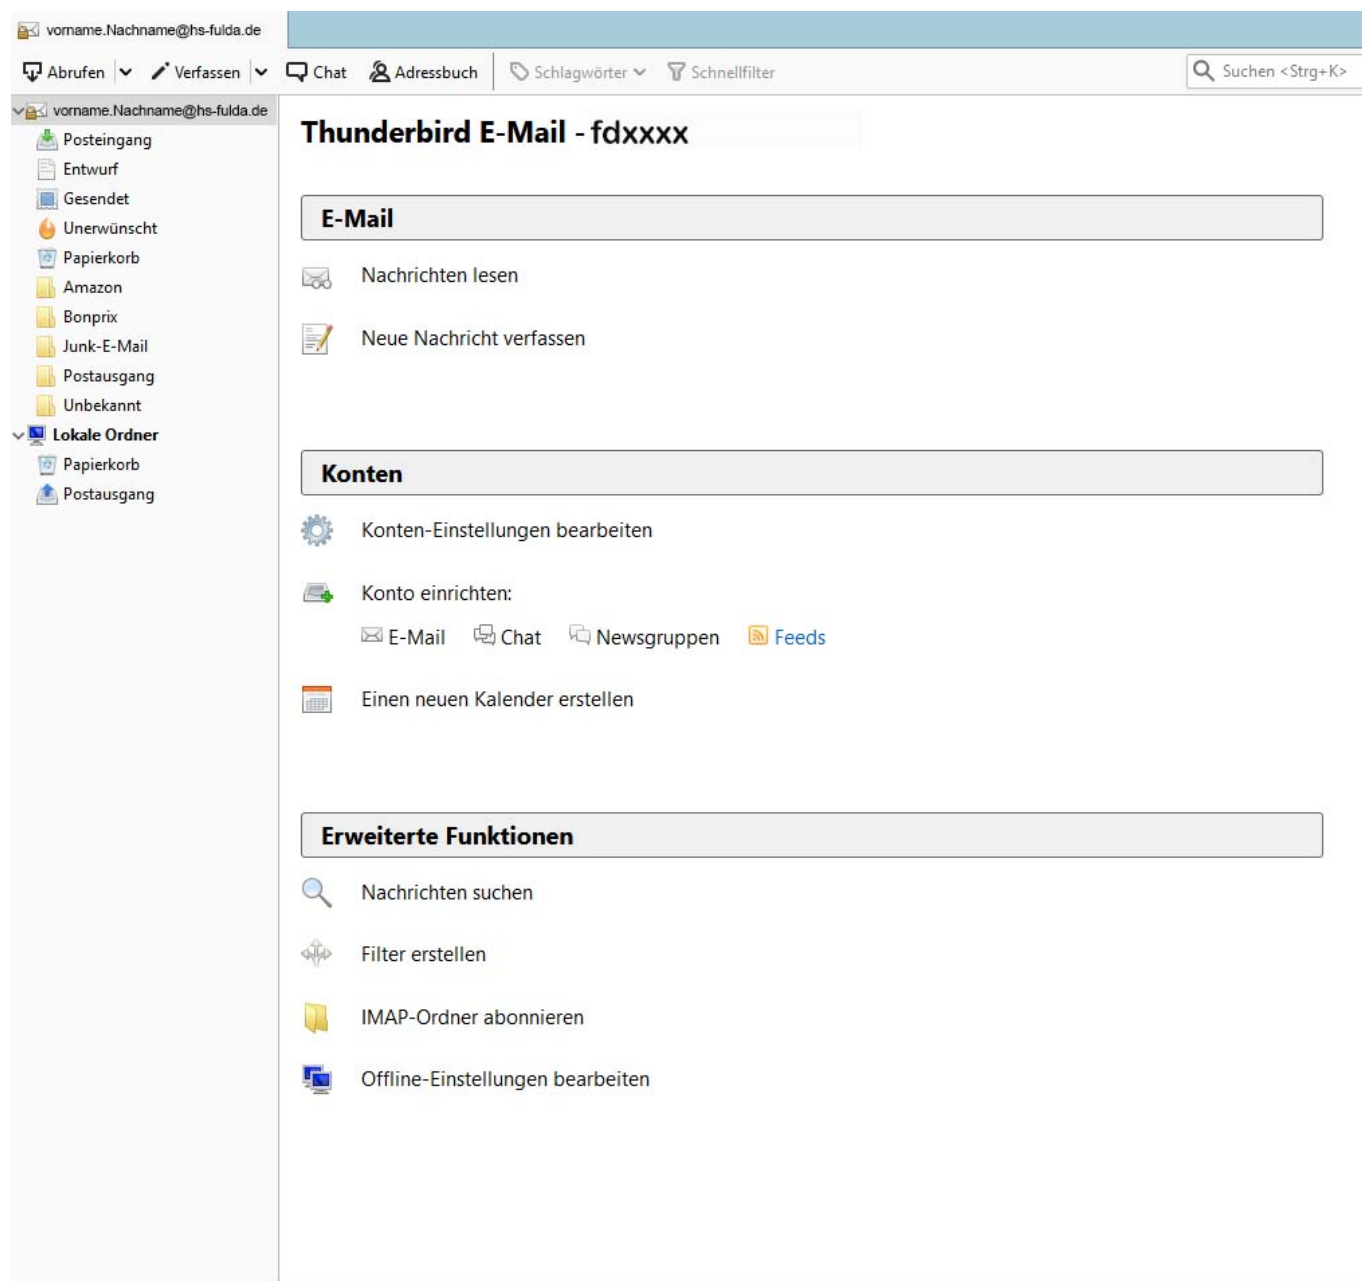 vorname.Nachname@hs-fulda.de
Abrufen Verfassen Chat Adressbuch Schlagwörter Schnellfilter Suchen <Strg+K>
vorname.Nachname@hs-fulda.de
Posteingang
Entwurf
Gesendet
Unerwünscht
Papierkorb
Amazon
Bonprix
Junk-E-Mail
Postausgang
Unbekannt
Lokale Ordner
Papierkorb
Postausgang
Thunderbird E-Mail - fdxxxx
E-Mail
Nachrichten lesen
Neue Nachricht verfassen
Konten
Konten-Einstellungen bearbeiten
Konto einrichten:
E-Mail Chat Newsgruppen Feeds
Einen neuen Kalender erstellen
Erweiterte Funktionen
Nachrichten suchen
Filter erstellen
IMAP-Ordner abonnieren
Offline-Einstellungen bearbeiten